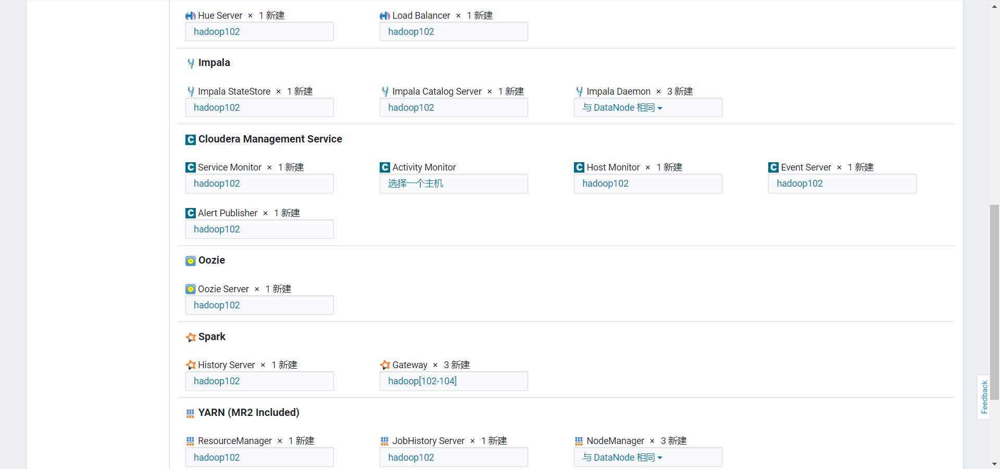 Hue Server × 1 新建 Load Balancer × 1 新建
hadoop102 hadoop102
Impala
Impala StateStore × 1 新建 Impala Catalog Server × 1 新建 Impala Daemon × 3 新建
hadoop102 hadoop102 与 DataNode 相同
Cloudera Management Service
Service Monitor × 1 新建 Activity Monitor Host Monitor × 1 新建 Event Server × 1 新建
hadoop102 选择一个主机 hadoop102 hadoop102
Alert Publisher × 1 新建
hadoop102
Oozie
Oozie Server × 1 新建
hadoop102
Spark
History Server × 1 新建 Gateway × 3 新建
hadoop102 hadoop[102-104]
Feedback
YARN (MR2 Included)
ResourceManager × 1 新建 JobHistory Server × 1 新建 NodeManager × 3 新建
hadoop102 hadoop102 与 DataNode 相同